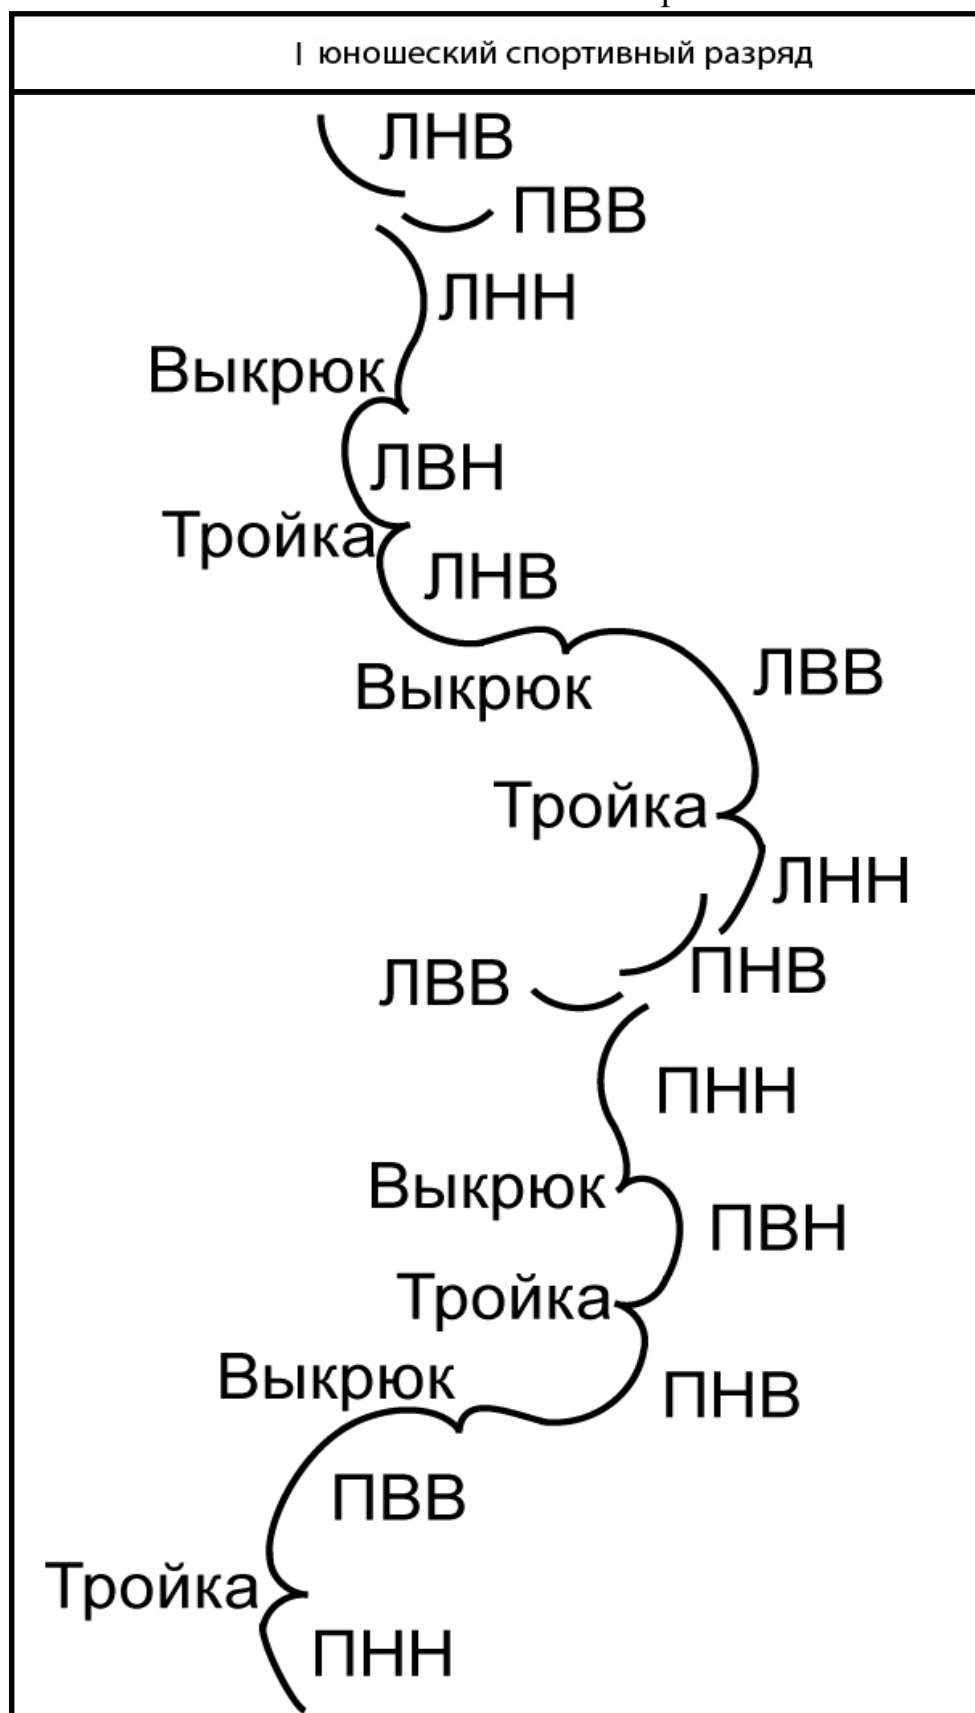 I юношеский спортивный разряд
ЛНВ
ПВВ
ЛНН
Выкрюк
ЛВН
Тройка
ЛНВ
Выкрюк
ЛВВ
Тройка
ЛНН
ПНВ
ЛВВ
ПНН
Выкрюк
ПВН
Тройка
Выкрюк
ПНВ
ПВВ
Тройка
ПНН